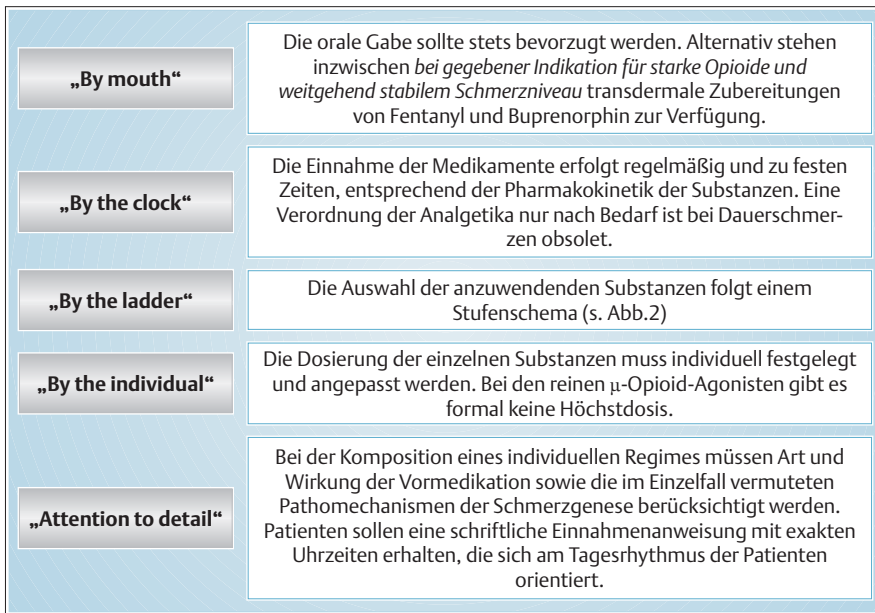 „By mouth“
Die orale Gabe sollte stets bevorzugt werden. Alternativ stehen
inzwischen bei gegebener Indikation für starke Opioide und
weitgehend stabilem Schmerzniveau transdermale Zubereitungen
von Fentanyl und Buprenorphin zur Verfügung.
„By the clock“
Die Einnahme der Medikamente erfolgt regelmäßig und zu festen
Zeiten, entsprechend der Pharmakokinetik der Substanzen. Eine
Verordnung der Analgetika nur nach Bedarf ist bei Dauerschmer-
zen obsolet.
„By the ladder“
Die Auswahl der anzuwendenden Substanzen folgt einem
Stufenschema (s. Abb.2)
„By the individual“
Die Dosierung der einzelnen Substanzen muss individuell festgelegt
und angepasst werden. Bei den reinen μ-Opioid-Agonisten gibt es
formal keine Höchstdosis.
„Attention to detail“
Bei der Komposition eines individuellen Regimes müssen Art und
Wirkung der Vormedikation sowie die im Einzelfall vermuteten
Pathomechanismen der Schmerzgenese berücksichtigt werden.
Patienten sollen eine schriftliche Einnahmenanweisung mit exakten
Uhrzeiten erhalten, die sich am Tagesrhythmus der Patienten
orientiert.